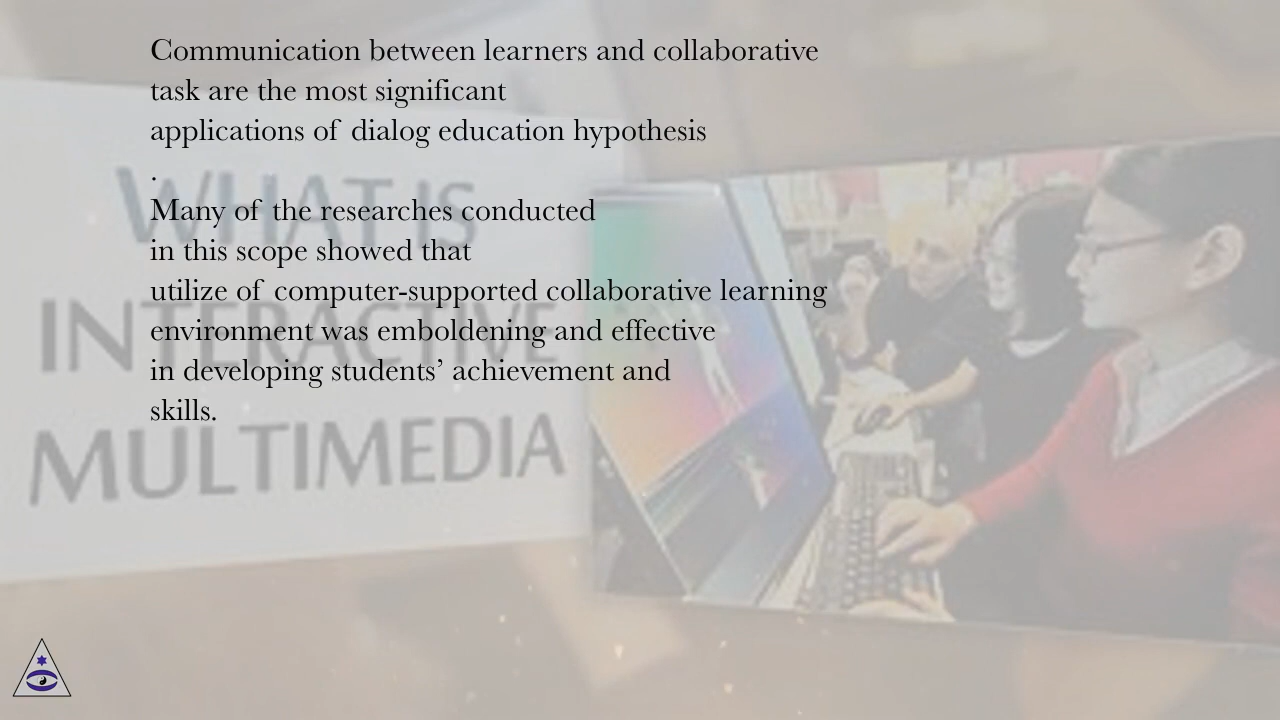 Communication between learners and collaborative
task are the most significant
applications of dialog education hypothesis
.
Many of the researches conducted
in this scope showed that
utilize of computer-supported collaborative learning
environment was emboldening and effective
in developing students’ achievement and
skills.
WHAT IS
INTERACTIVE
MULTIMEDIA